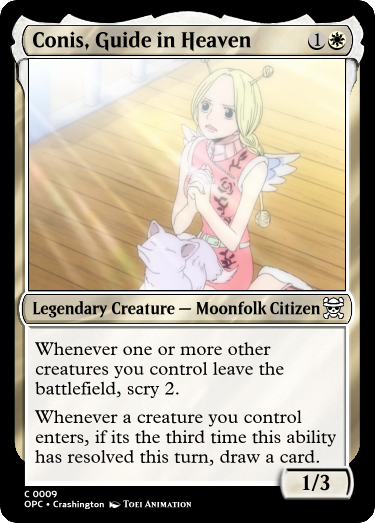 Conis, Guide in Heaven 1
Legendary Creature — Moonfolk Citizen
Whenever one or more other
creatures you control leave the
battlefield, scry 2.
Whenever a creature you control
enters, if its the third time this ability
has resolved this turn, draw a card.
1/3
C 0009
OPC • Crashington TOEI ANIMATION